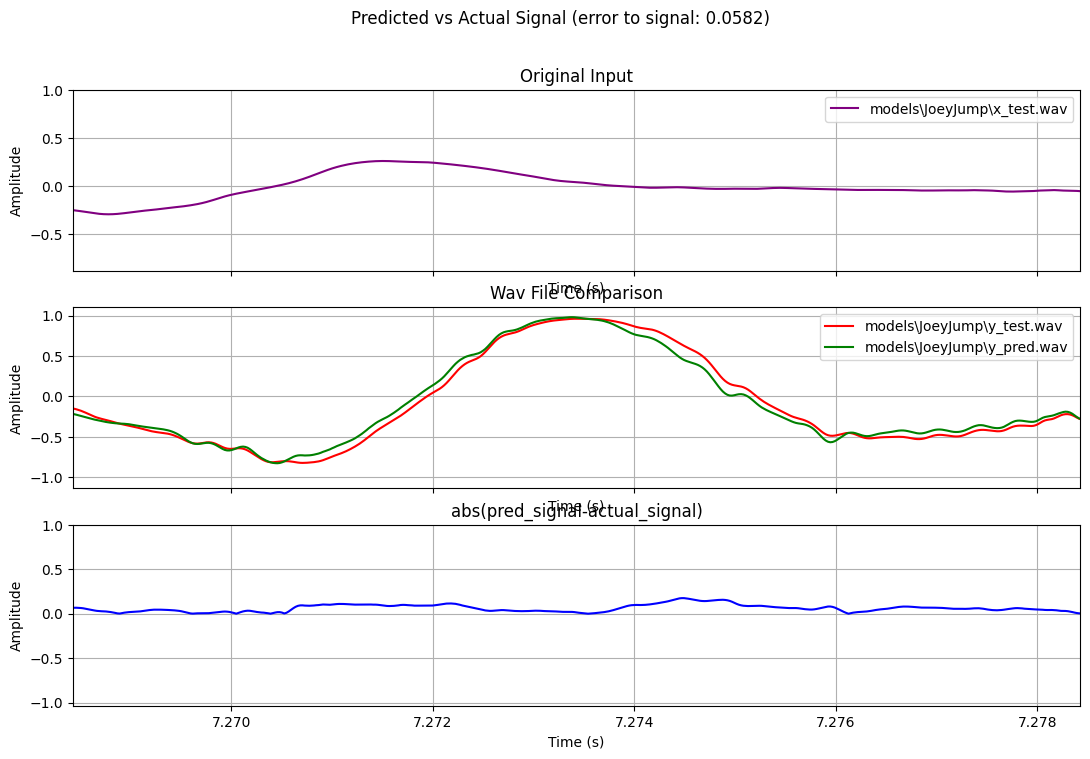 Predicted vs Actual Signal (error to signal: 0.0582)
Original Input
1.0
0.5
0.0
−0.5
Amplitude
models\JoeyJump\x_test.wav
Time (s)
Wav File Comparison
1.0
0.5
0.0
−0.5
−1.0
Amplitude
models\JoeyJump\y_test.wav
models\JoeyJump\y_pred.wav
Time (s)
abs(pred_signal-actual_signal)
1.0
0.5
0.0
−0.5
−1.0
Amplitude
7.270 7.272 7.274 7.276 7.278
Time (s)